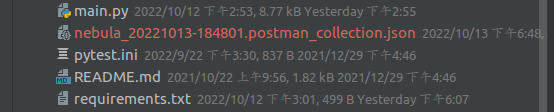 main.py 2022/10/12 下午2:53, 8.77 kB Yesterday 下午2:55
nebula_20221013-184801.postman_collection.json 2022/10/13 下午6:48,
pytest.ini 2022/9/22 下午3:30, 837 B 2021/12/29 下午4:46
MD README.md 2021/10/22 上午9:56, 1.82 kB 2021/12/29 下午4:46
requirements.txt 2022/10/12 下午3:01, 499 B Yesterday 下午6:07